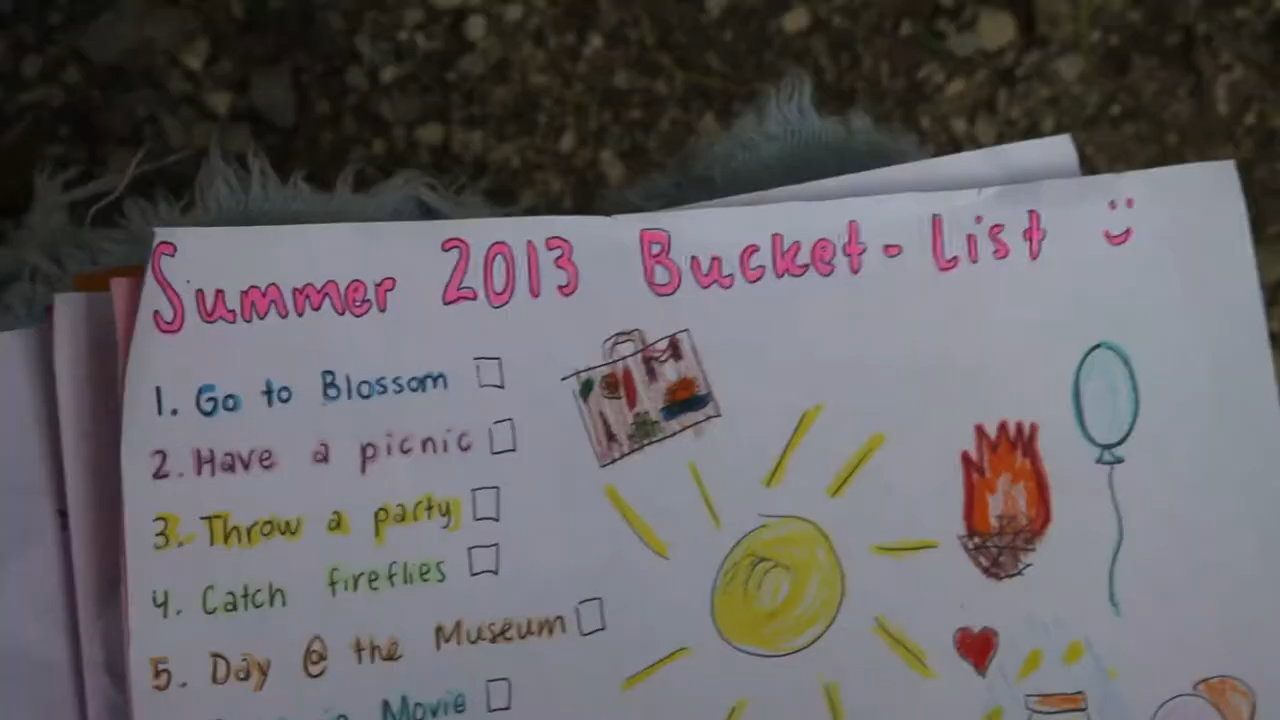 Summer 2013 Bucket-List
1. Go to Blossom
2. Have a picnic
3. Throw a party
4. Catch fireflies
5. Day @ the Museum
Movie